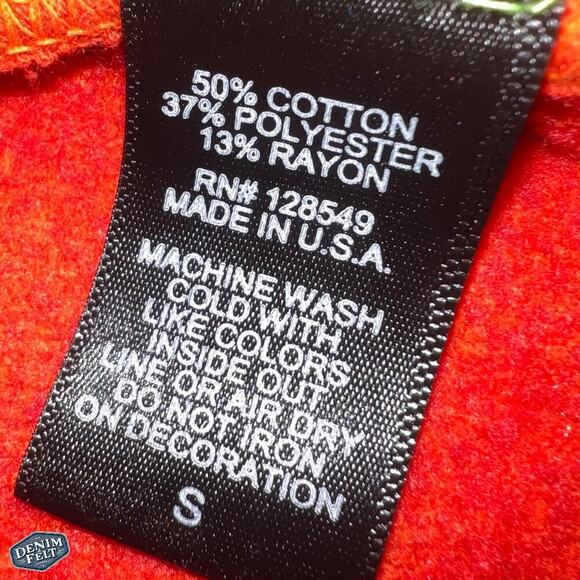 50% COTTON
37% POLYESTER
13% RAYON
RN# 128549
MADE IN U.S.A.
MACHINE WASH
COLD WITH
LIKE COLORS
INSIDE OUT
LINE OR AIR DRY
DO NOT IRON
ON DECORATION
S
DENIM
FELT